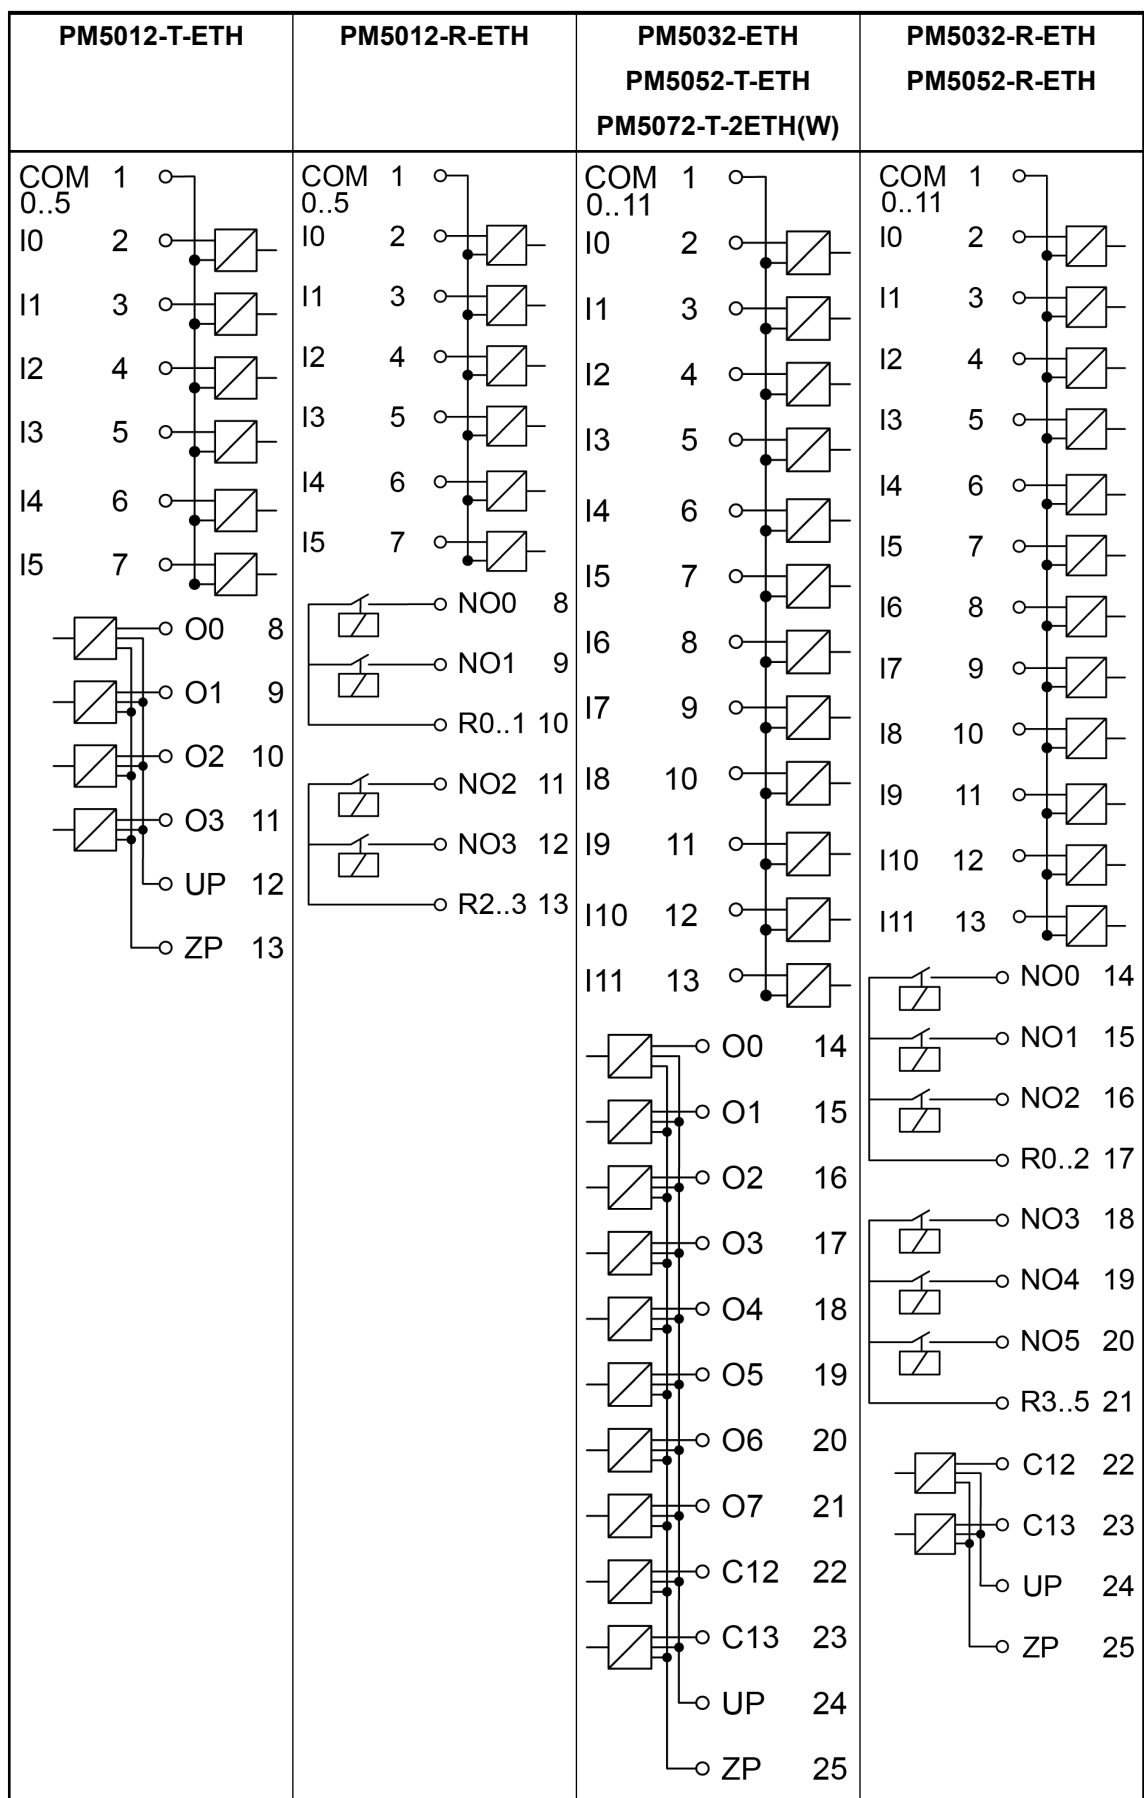 PM5012-T-ETH
COM 1
0..5
I0 2
I1 3
I2 4
I3 5
I4 6
I5 7
O0 8
O1 9
O2 10
O3 11
UP 12
ZP 13
PM5012-R-ETH
COM 1
0..5
I0 2
I1 3
I2 4
I3 5
I4 6
I5 7
NO0 8
NO1 9
R0..1 10
NO2 11
NO3 12
R2..3 13
PM5032-ETH
PM5052-T-ETH
PM5072-T-2ETH(W)
COM 1
0..11
I0 2
I1 3
I2 4
I3 5
I4 6
I5 7
I6 8
I7 9
I8 10
I9 11
I10 12
I11 13
O0 14
O1 15
O2 16
O3 17
O4 18
O5 19
O6 20
O7 21
C12 22
C13 23
UP 24
ZP 25
PM5032-R-ETH
PM5052-R-ETH
COM 1
0..11
I0 2
I1 3
I2 4
I3 5
I4 6
I5 7
I6 8
I7 9
I8 10
I9 11
I10 12
I11 13
NO0 14
NO1 15
NO2 16
R0..2 17
NO3 18
NO4 19
NO5 20
R3..5 21
C12 22
C13 23
UP 24
ZP 25